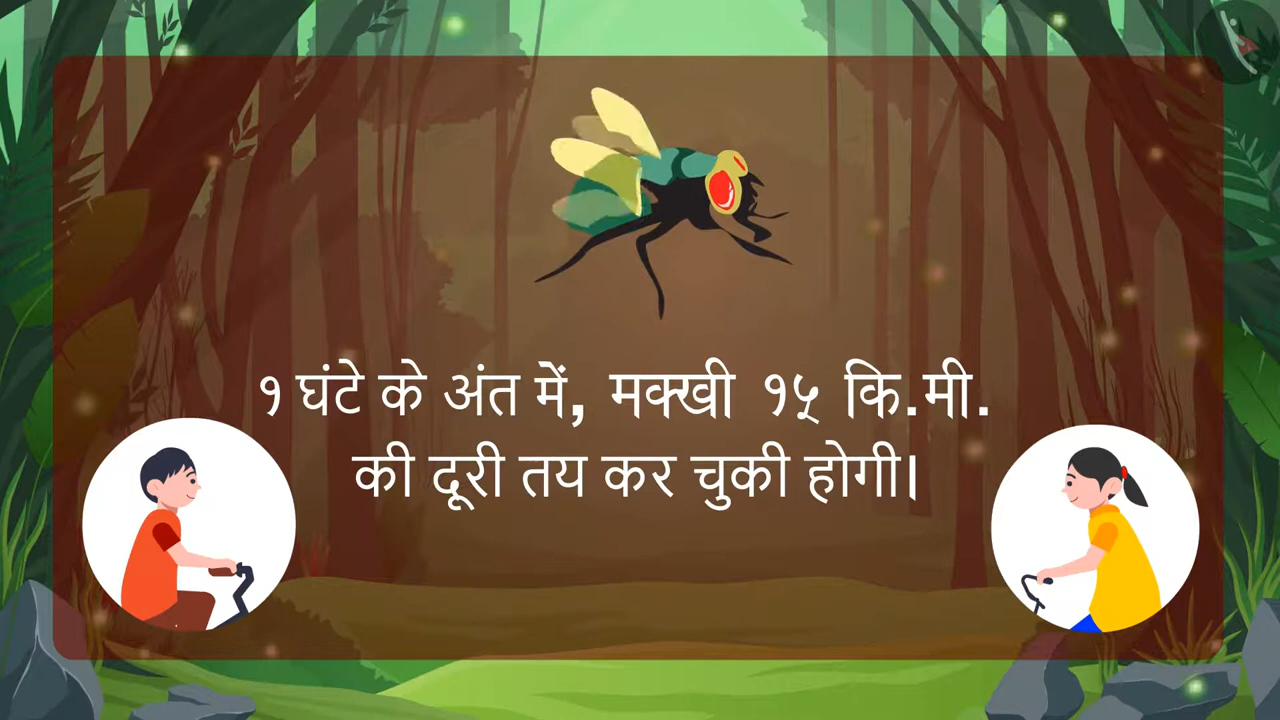 १ घंटे के अंत में, मक्खी १५ कि.मी.
की दूरी तय कर चुकी होगी।